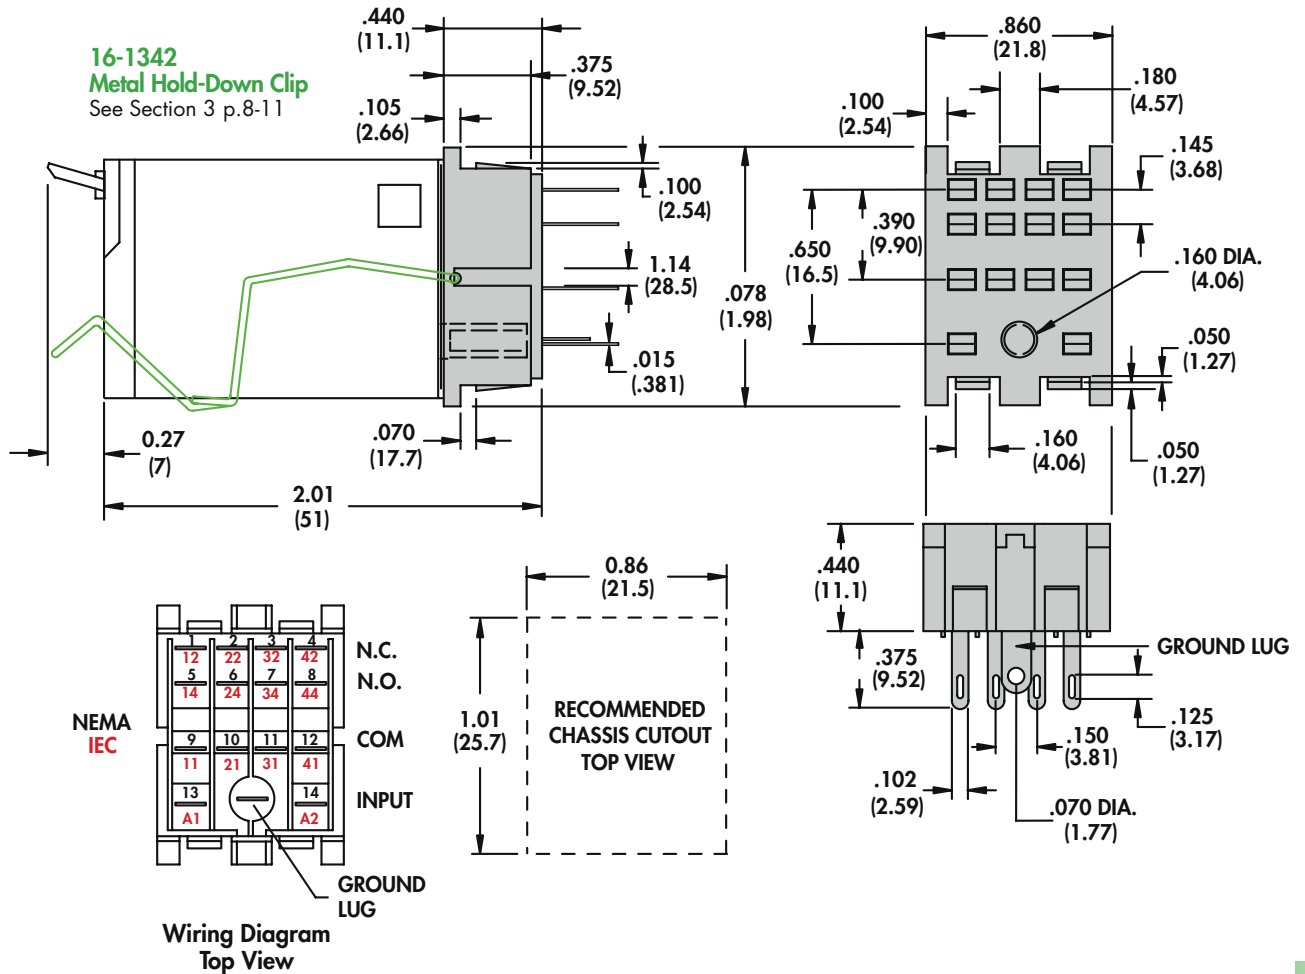 16-1342
Metal Hold-Down Clip
See Section 3 p.8-11
.440
(11.1)
.375
(9.52)
.105
(2.66)
.100
(2.54)
1.14
(28.5)
.078
(1.98)
.015
(.381)
.070
(17.7)
0.27
(7)
2.01
(51)
.860
(21.8)
.180
(4.57)
.100
(2.54)
.145
(3.68)
.390
(9.90)
.650
(16.5)
.160 DIA.
(4.06)
.050
(1.27)
.160
(4.06)
.050
(1.27)
.440
(11.1)
.375
(9.52)
GROUND LUG
.125
(3.17)
.150
(3.81)
.102
(2.59)
.070 DIA.
(1.77)
0.86
(21.5)
1.01
(25.7)
RECOMMENDED
CHASSIS CUTOUT
TOP VIEW
NEMA
IEC
1 2 3 4
12 22 32 42
N.C.
5 6 7 8
14 24 34 44
N.O.
9 10 11 12
11 21 31 41
COM
13 14
A1 A2
INPUT
GROUND
LUG
Wiring Diagram
Top View